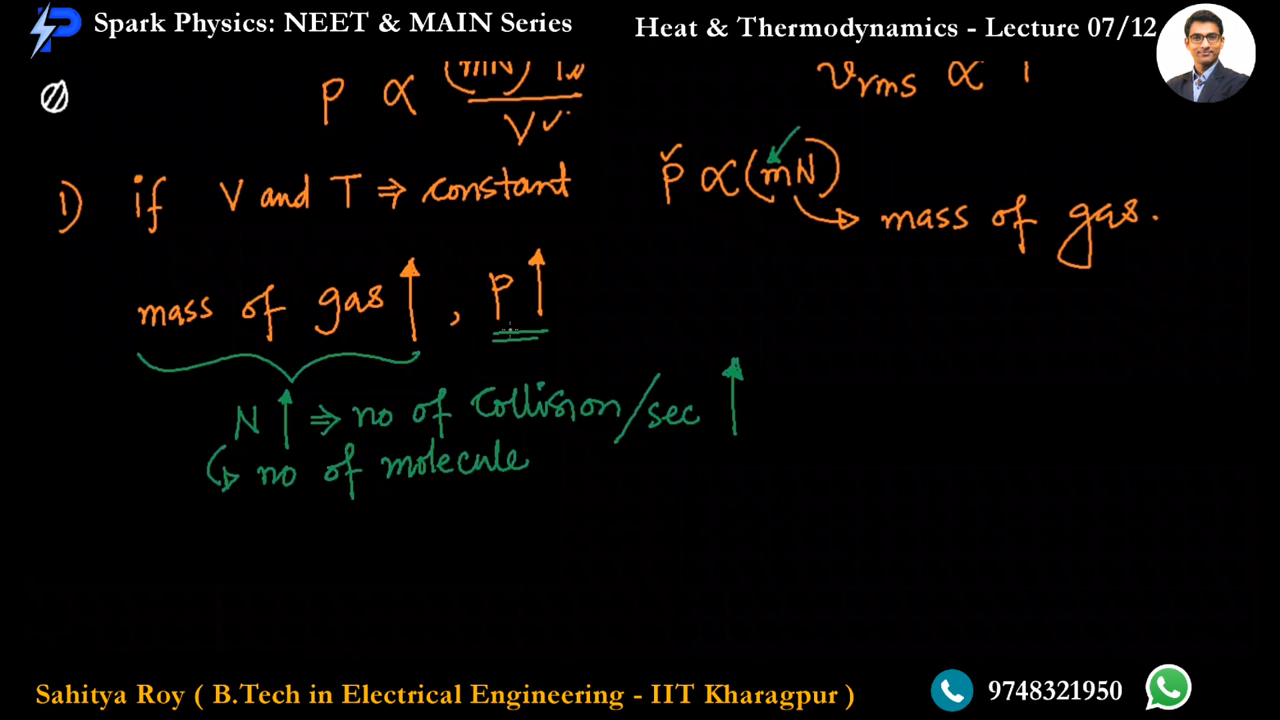 Spark Physics: NEET & MAIN Series
Heat & Thermodynamics - Lecture 07/12
P ∝ (mN) T
V
vrms ∝ T
1) if V and T ⇒ constant
P ∝ (mN)
mass of gas.
mass of gas ↑, P ↑
N ↑ ⇒ no of collision/sec ↑
no of molecule
Sahitya Roy ( B.Tech in Electrical Engineering - IIT Kharagpur )
9748321950